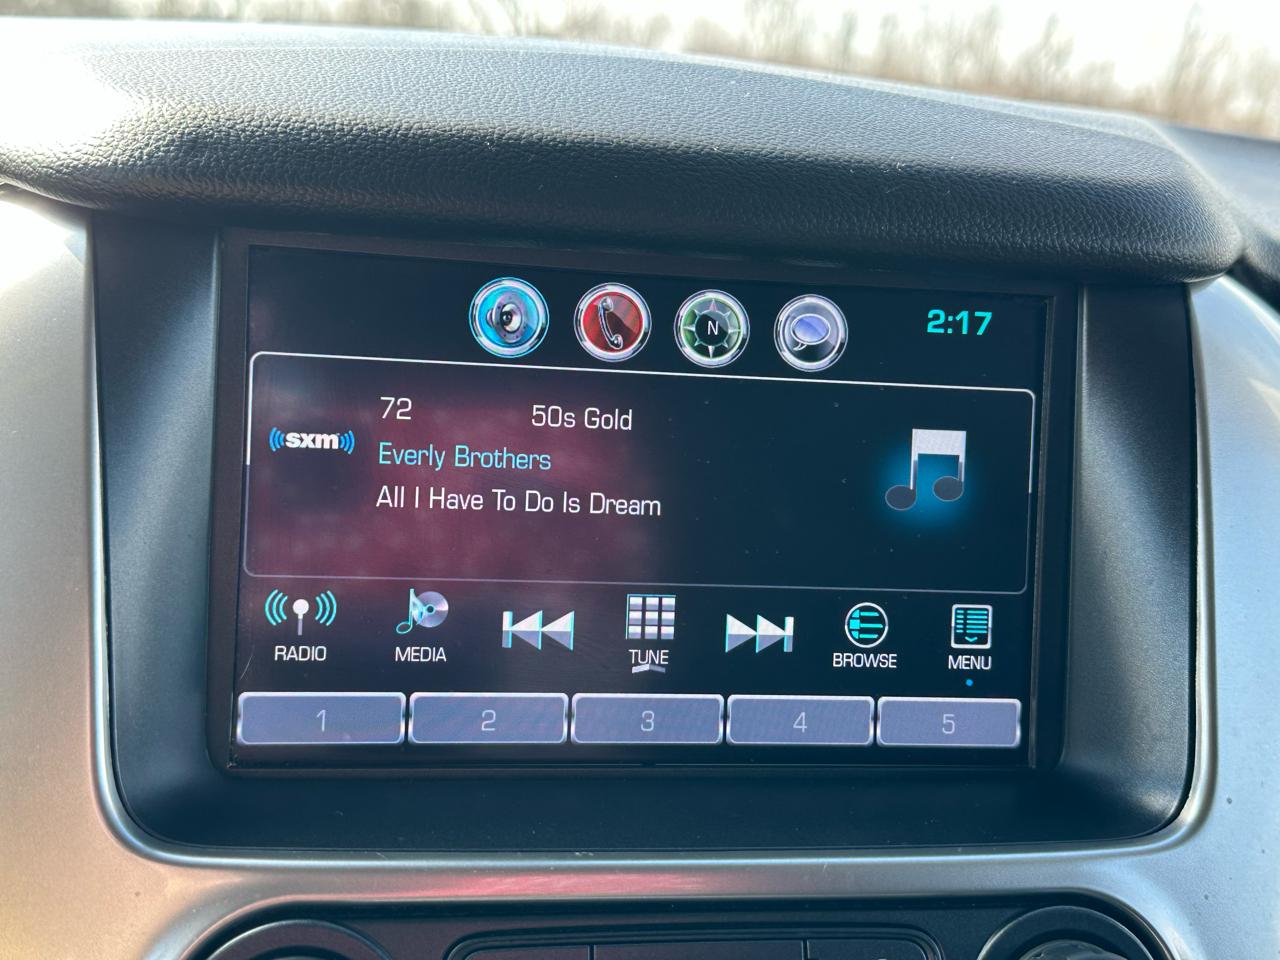 N
2:17
72 50s Gold
sxm
Everly Brothers
All I Have To Do Is Dream
RADIO
MEDIA
TUNE
BROWSE
MENU
1 2 3 4 5